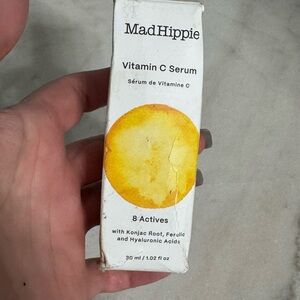 MadHippie
Vitamin C Serum
Sérum de Vitamine C
8 Actives
with Konjac Root, Ferulic
and Hyaluronic Acids
30 ml / 1.02 fl oz